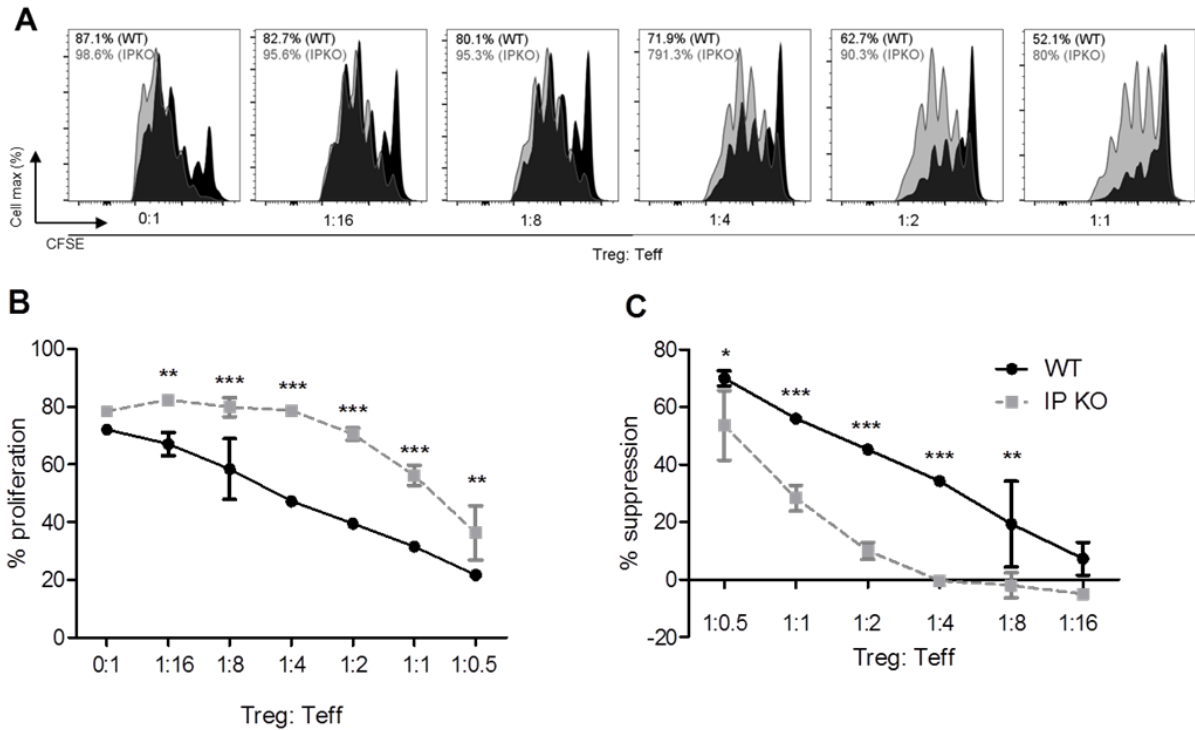 A
87.1% (WT)
98.6% (IPKO)
82.7% (WT)
95.6% (IPKO)
80.1% (WT)
95.3% (IPKO)
71.9% (WT)
791.3% (IPKO)
62.7% (WT)
90.3% (IPKO)
52.1% (WT)
80% (IPKO)
Cell max (%)
CFSE
0:1 1:16 1:8 1:4 1:2 1:1
Treg: Teff
B
% proliferation
100
80
60
40
20
0
** *** *** *** *** **
0:1 1:16 1:8 1:4 1:2 1:1 1:0.5
Treg: Teff
C
% suppression
80
60
40
20
0
-20
* *** *** *** **
WT
IP KO
1:0.5 1:1 1:2 1:4 1:8 1:16
Treg: Teff